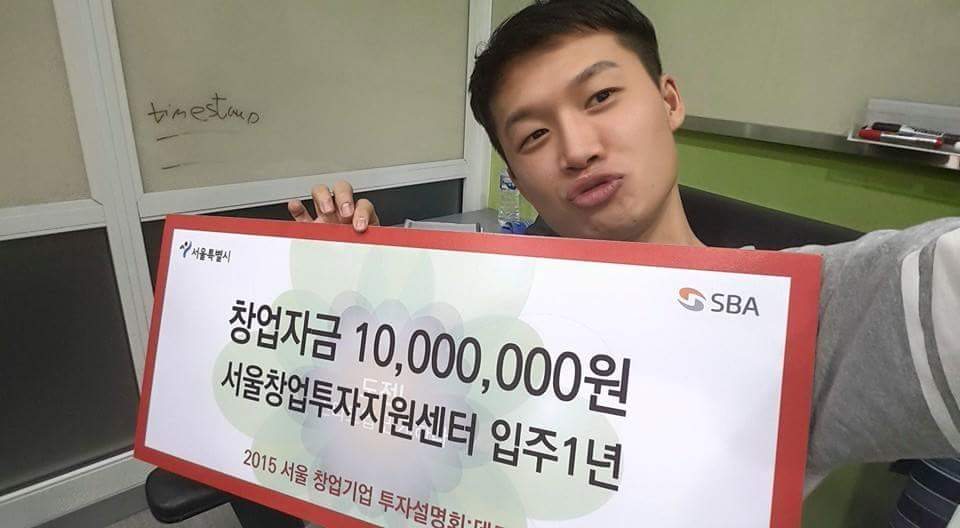 timestamp
서울특별시
SBA
창업자금 10,000,000원
서울창업투자지원센터 입주1년
2015 서울 창업기업 투자설명회:대